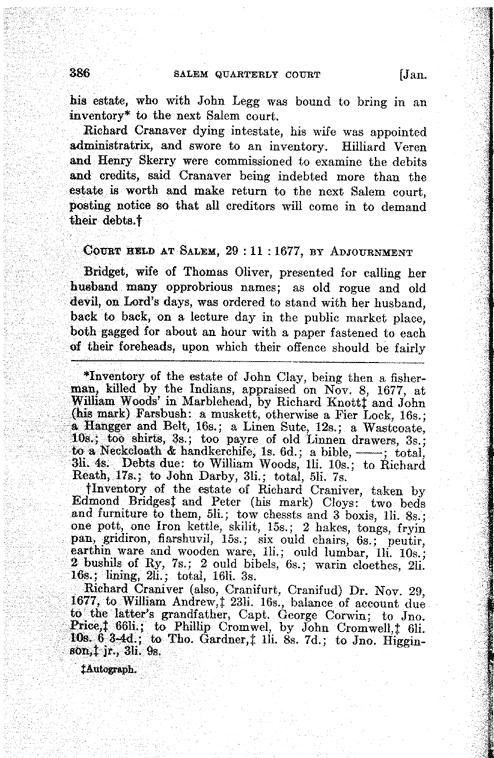 386 SALEM QUARTERLY COURT [Jan.
his estate, who with John Legg was bound to bring in an
inventory* to the next Salem court.
Richard Cranaver dying intestate, his wife was appointed
administratrix, and swore to an inventory. Hilliard Veren
and Henry Skerry were commissioned to examine the debits
and credits, said Cranaver being indebted more than the
estate is worth and make return to the next Salem court,
posting notice so that all creditors will come in to demand
their debts.†
COURT HELD AT SALEM, 29 : 11 : 1677, BY ADJOURNMENT
Bridget, wife of Thomas Oliver, presented for calling her
husband many opprobrious names; as old rogue and old
devil, on Lord's days, was ordered to stand with her husband,
back to back, on a lecture day in the public market place,
both gagged for about an hour with a paper fastened to each
of their foreheads, upon which their offence should be fairly
*Inventory of the estate of John Clay, being then a fisher-
man, killed by the Indians, appraised on Nov. 8, 1677, at
William Woods' in Marblehead, by Richard Knott‡ and John
(his mark) Farsbush: a muskett, otherwise a Fier Lock, 16s.;
a Hangger and Belt, 16s.; a Linen Sute, 12s.; a Wastcoate,
10s.; too shirts, 3s.; too payre of old Linnen drawers, 3s.;
to a Neckcloath & handkerchife, 1s. 6d.; a bible, ——; total,
3li. 4s. Debts due: to William Woods, 1li. 10s.; to Richard
Reath, 17s.; to John Darby, 3li.; total, 5li. 7s.
†Inventory of the estate of Richard Craniver, taken by
Edmond Bridges‡ and Peter (his mark) Cloys: two beds
and furniture to them, 5li.; tow chessts and 3 boxis, 1li. 8s.;
one pott, one Iron kettle, skilit, 15s.; 2 hakes, tongs, fryin
pan, gridiron, fiarshuvil, 15s.; six ould chairs, 6s.; peutir,
earthin ware and wooden ware, 1li.; ould lumbar, 1li. 10s.;
2 bushils of Ry, 7s.; 2 ould bibels, 6s.; warin cloethes, 2li.
16s.; lining, 2li.; total, 16li. 3s.
Richard Craniver (also, Cranifurt, Cranifud) Dr. Nov. 29,
1677, to William Andrew,‡ 23li. 16s., balance of account due
to the latter's grandfather, Capt. George Corwin; to Jno.
Price,‡ 66li.; to Phillip Cromwel, by John Cromwell,‡ 6li.
10s. 6 3-4d.; to Tho. Gardner,‡ 1li. 8s. 7d.; to Jno. Higgin-
son,‡ jr., 3li. 9s.
‡Autograph.